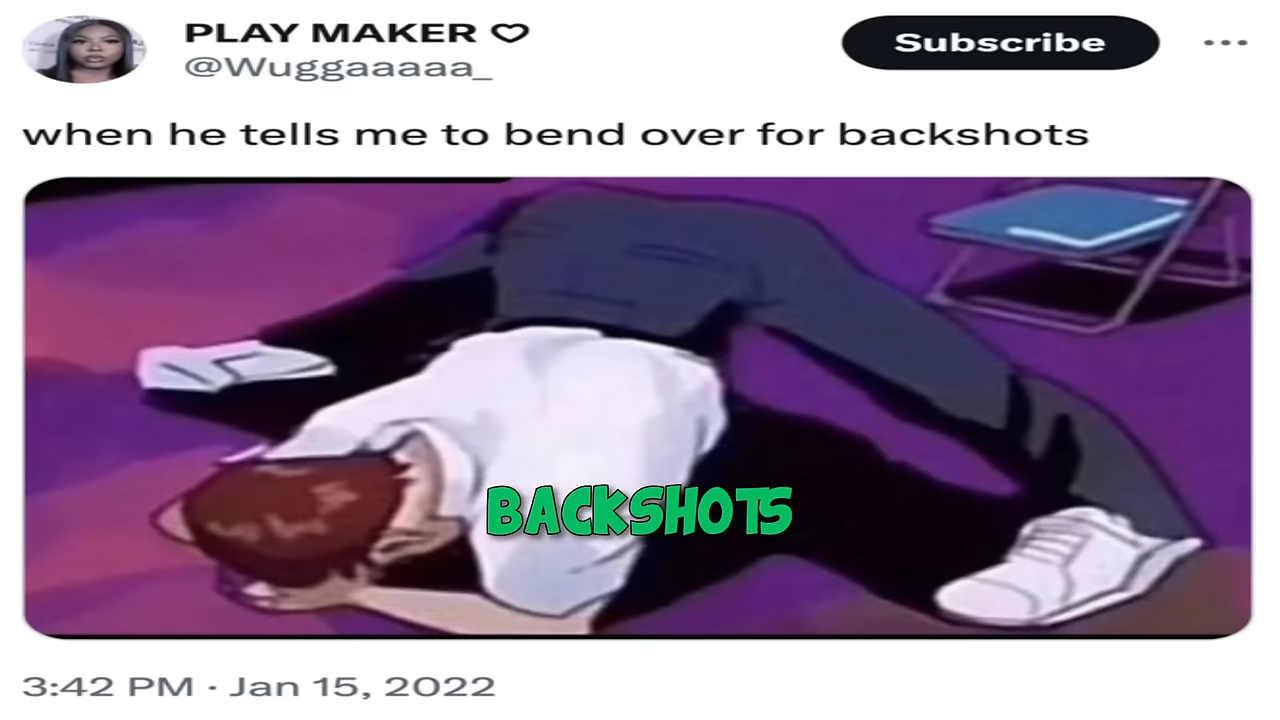 PLAY MAKER ♡
@Wuggaaaaa_
Subscribe
when he tells me to bend over for backshots
BACKSHOTS
3:42 PM · Jan 15, 2022